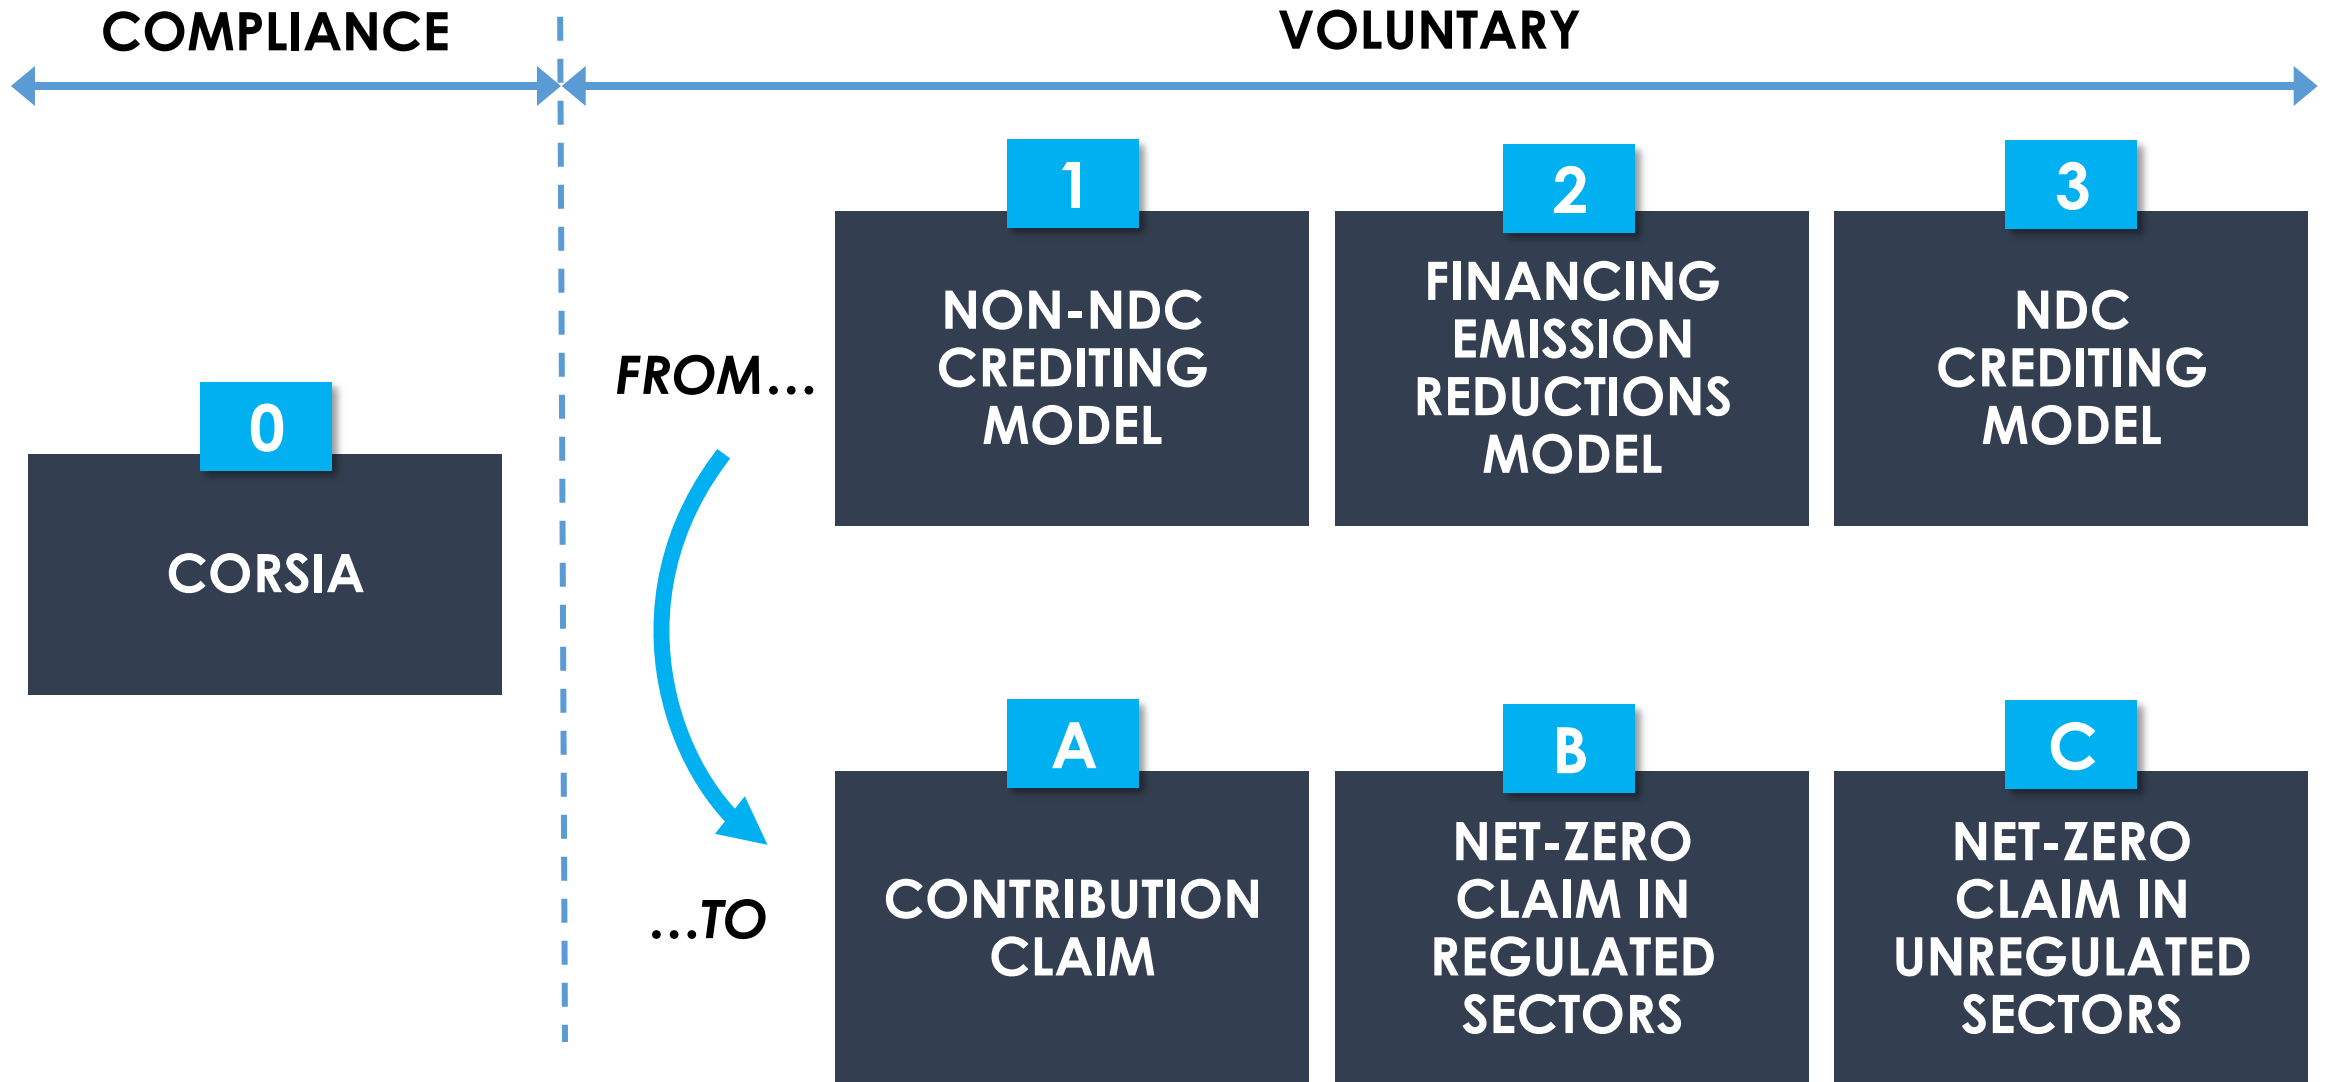 COMPLIANCE
VOLUNTARY
0
CORSIA
FROM...
1
NON-NDC
CREDITING
MODEL
2
FINANCING
EMISSION
REDUCTIONS
MODEL
3
NDC
CREDITING
MODEL
...TO
A
CONTRIBUTION
CLAIM
B
NET-ZERO
CLAIM IN
REGULATED
SECTORS
C
NET-ZERO
CLAIM IN
UNREGULATED
SECTORS